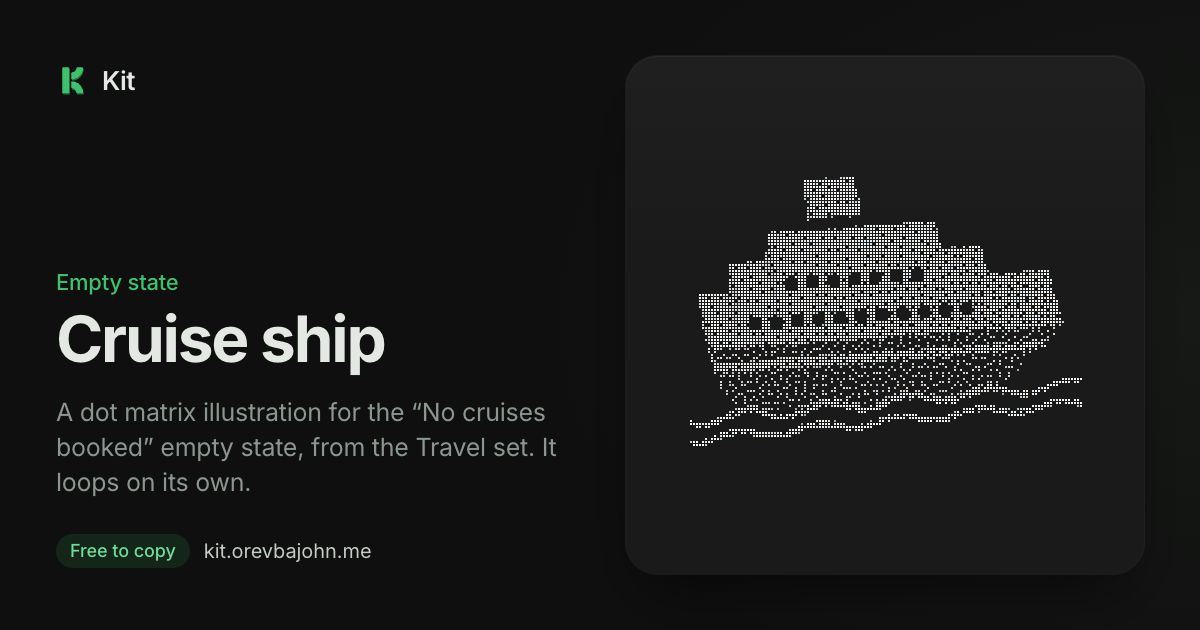 Kit
Empty state
Cruise ship
A dot matrix illustration for the “No cruises
booked” empty state, from the Travel set. It
loops on its own.
Free to copy
kit.orevbajohn.me